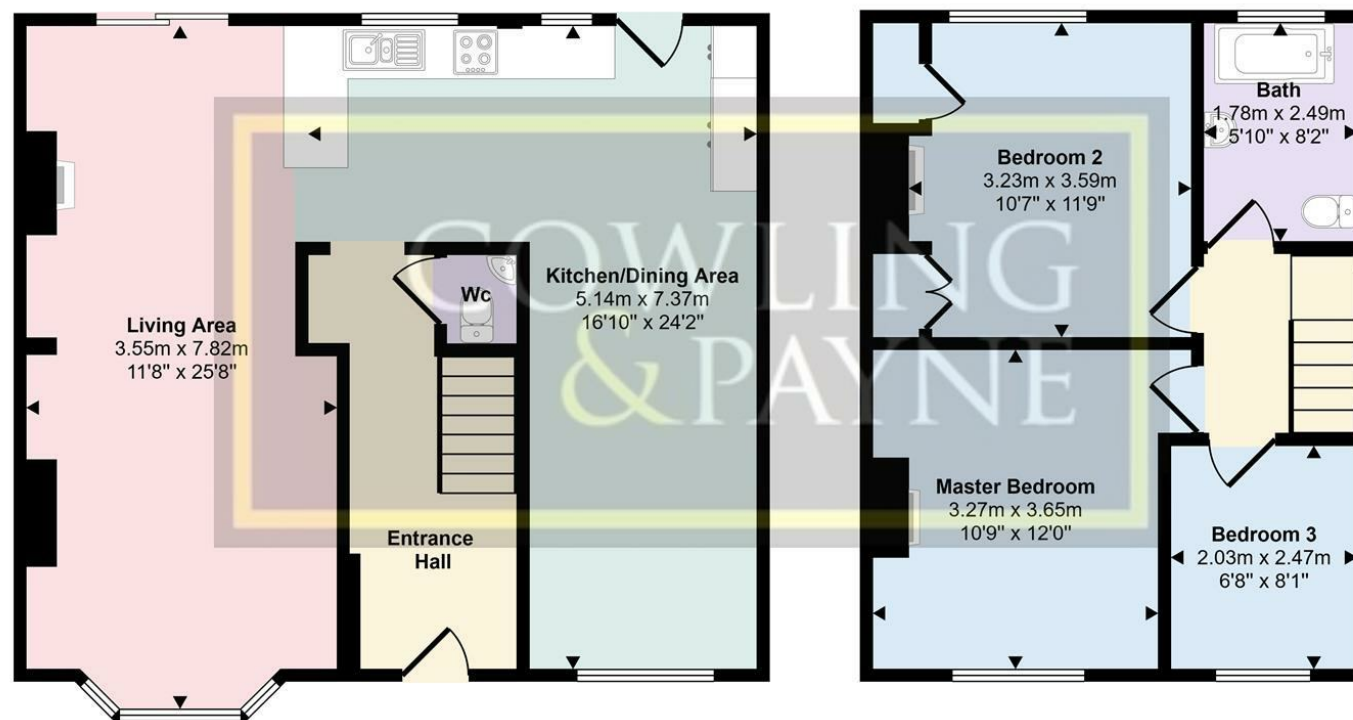 Living Area
3.55m x 7.82m
11'8" x 25'8"
Wc
Kitchen/Dining Area
5.14m x 7.37m
16'10" x 24'2"
Entrance
Hall
Bedroom 2
3.23m x 3.59m
10'7" x 11'9"
Bath
1.78m x 2.49m
5'10" x 8'2"
Master Bedroom
3.27m x 3.65m
10'9" x 12'0"
Bedroom 3
2.03m x 2.47m
6'8" x 8'1"
COWLING
& PAYNE